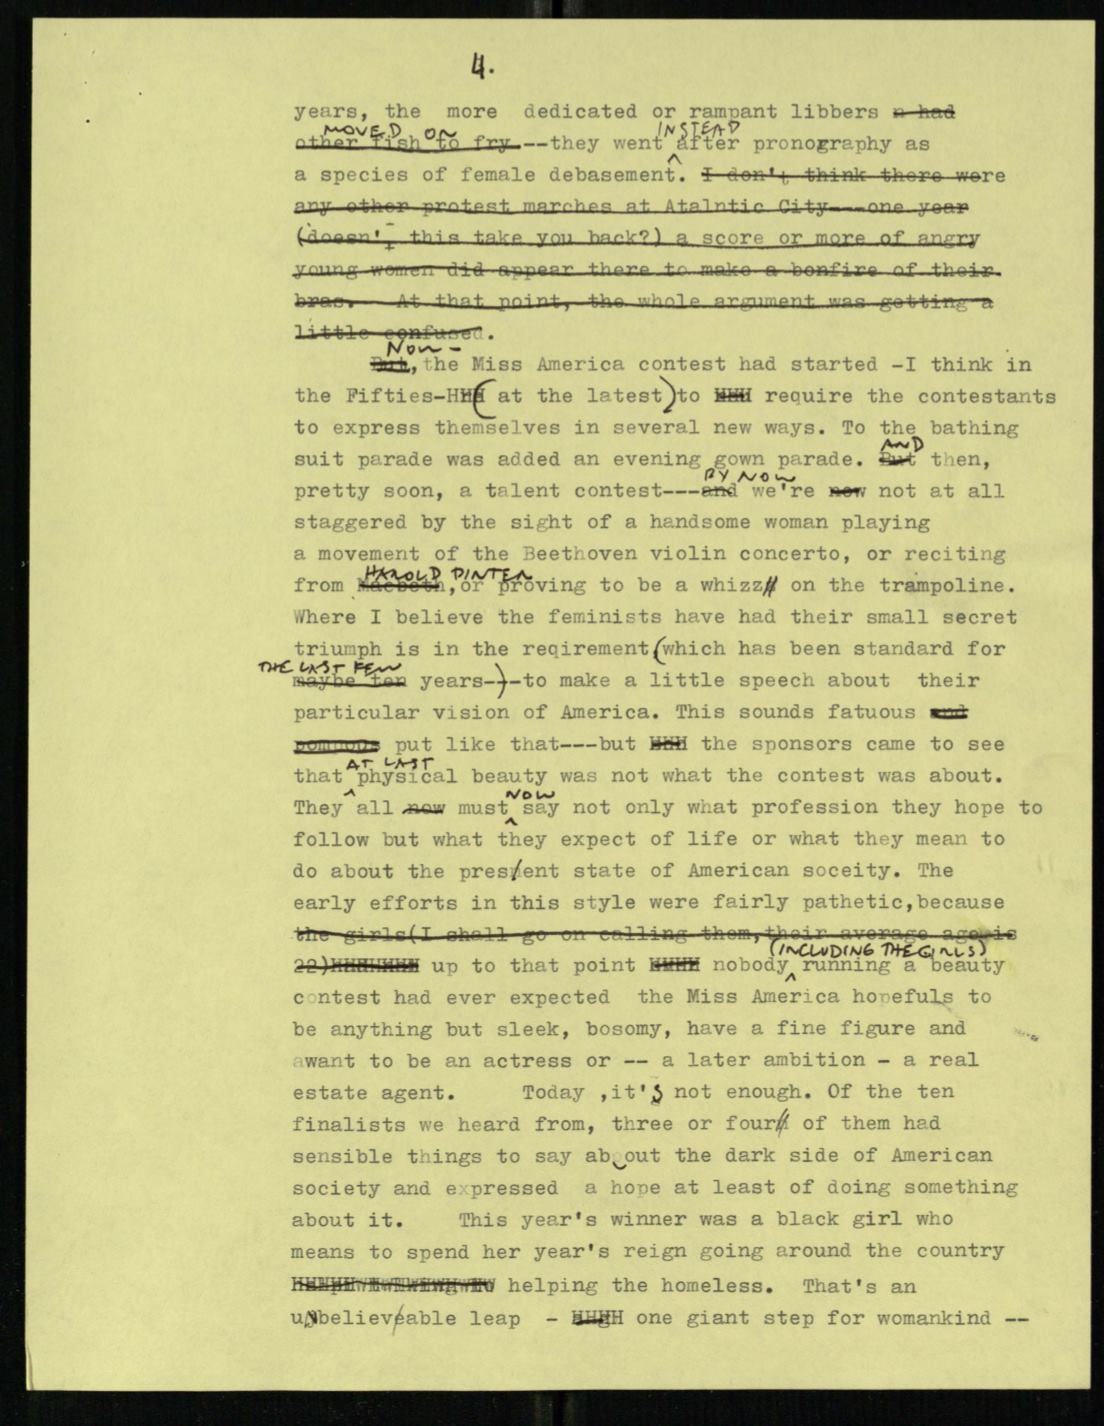 4.
years, the more dedicated or rampant libbers n had
MOVED ON INSTEAD
other fish to fry --they went after pronography as
a species of female debasement. I don't think there were
any other protest marches at Atalntic City---one year
(doesn't this take you back?) a score or more of angry
young women did appear there to make a bonfire of their
bras. At that point, the whole argument was getting a
little confused.
NOW -
But, the Miss America contest had started -I think in
the Fifties-HHH( at the latest)to HHH require the contestants
to express themselves in several new ways. To the bathing
AND
suit parade was added an evening gown parade. But then,
BY NOW
pretty soon, a talent contest---and we're now not at all
staggered by the sight of a handsome woman playing
a movement of the Beethoven violin concerto, or reciting
HAROLD PINTER
from Macbeth,or proving to be a whizz on the trampoline.
Where I believe the feminists have had their small secret
triumph is in the reqirement(which has been standard for
THE LAST FEW
maybe ten years-)-to make a little speech about their
particular vision of America. This sounds fatuous and
pompous put like that---but HHH the sponsors came to see
AT LAST
that physical beauty was not what the contest was about.
NOW
They all now must say not only what profession they hope to
follow but what they expect of life or what they mean to
do about the present state of American soceity. The
early efforts in this style were fairly pathetic,because
the girls(I shall go on calling them,their average age is
(INCLUDING THE GIRLS)
22)HHHHHHH up to that point HHHH nobody running a beauty
contest had ever expected the Miss America hopefuls to
be anything but sleek, bosomy, have a fine figure and
awant to be an actress or -- a later ambition - a real
estate agent. Today ,it's not enough. Of the ten
finalists we heard from, three or four of them had
sensible things to say about the dark side of American
society and expressed a hope at least of doing something
about it. This year's winner was a black girl who
means to spend her year's reign going around the country
helping the homeless. That's an
uNbelieveable leap - HHHH one giant step for womankind --